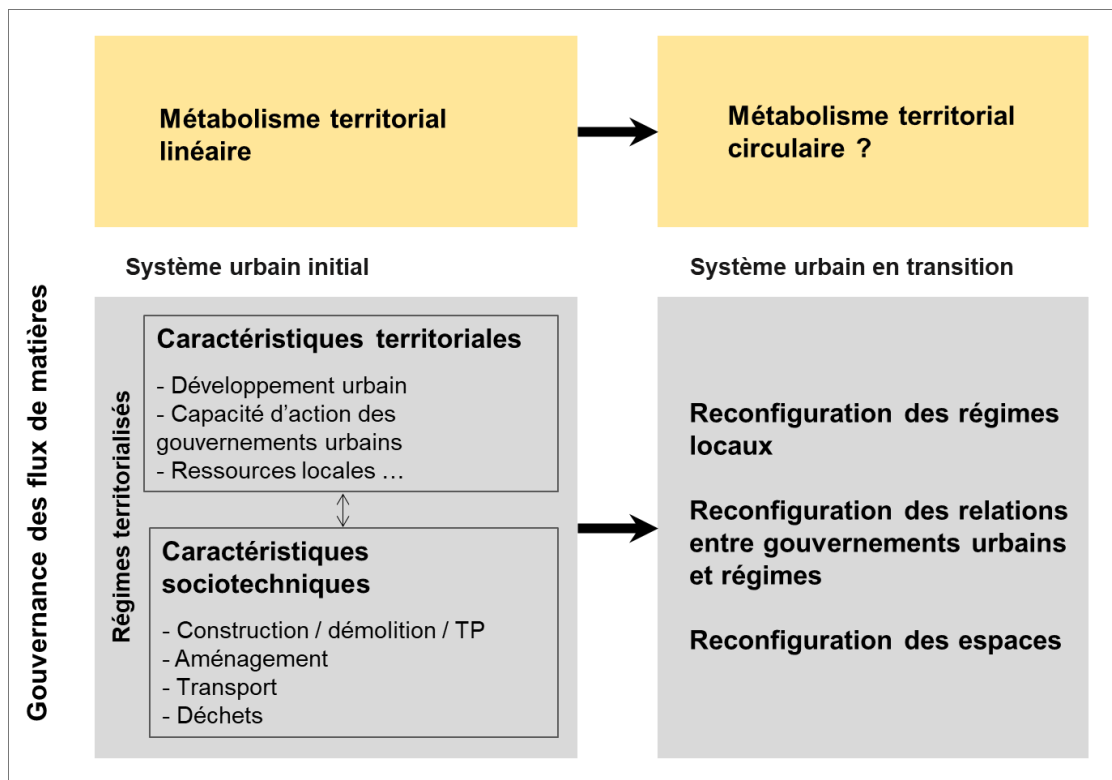 Métabolisme territorial
linéaire
Métabolisme territorial
circulaire ?
Gouvernance des flux de matières
Système urbain initial
Régimes territorialisés
Caractéristiques territoriales
- Développement urbain
- Capacité d’action des
gouvernements urbains
- Ressources locales ...
Caractéristiques
sociotechniques
- Construction / démolition / TP
- Aménagement
- Transport
- Déchets
Système urbain en transition
Reconfiguration des régimes
locaux
Reconfiguration des relations
entre gouvernements urbains
et régimes
Reconfiguration des espaces